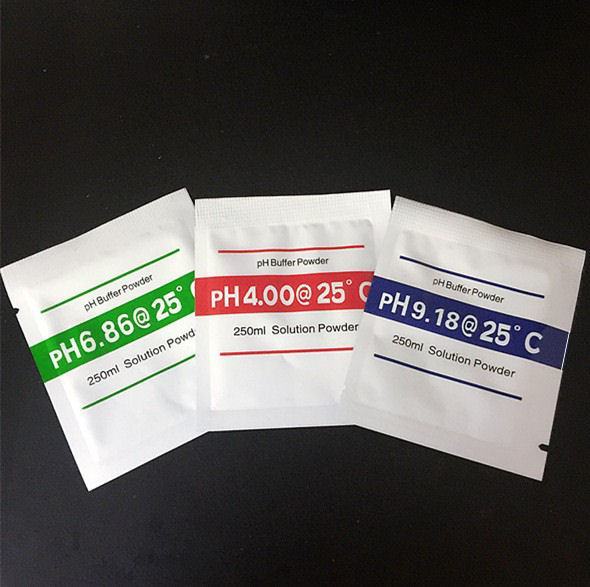 pH Buffer Powder
PH6.86@ 25°
250ml Solution Powd
pH Buffer Powder
PH4.00@ 25° C
250ml Solution Powder
pH Buffer Powder
PH9.18@25° C
250ml Solution Powder